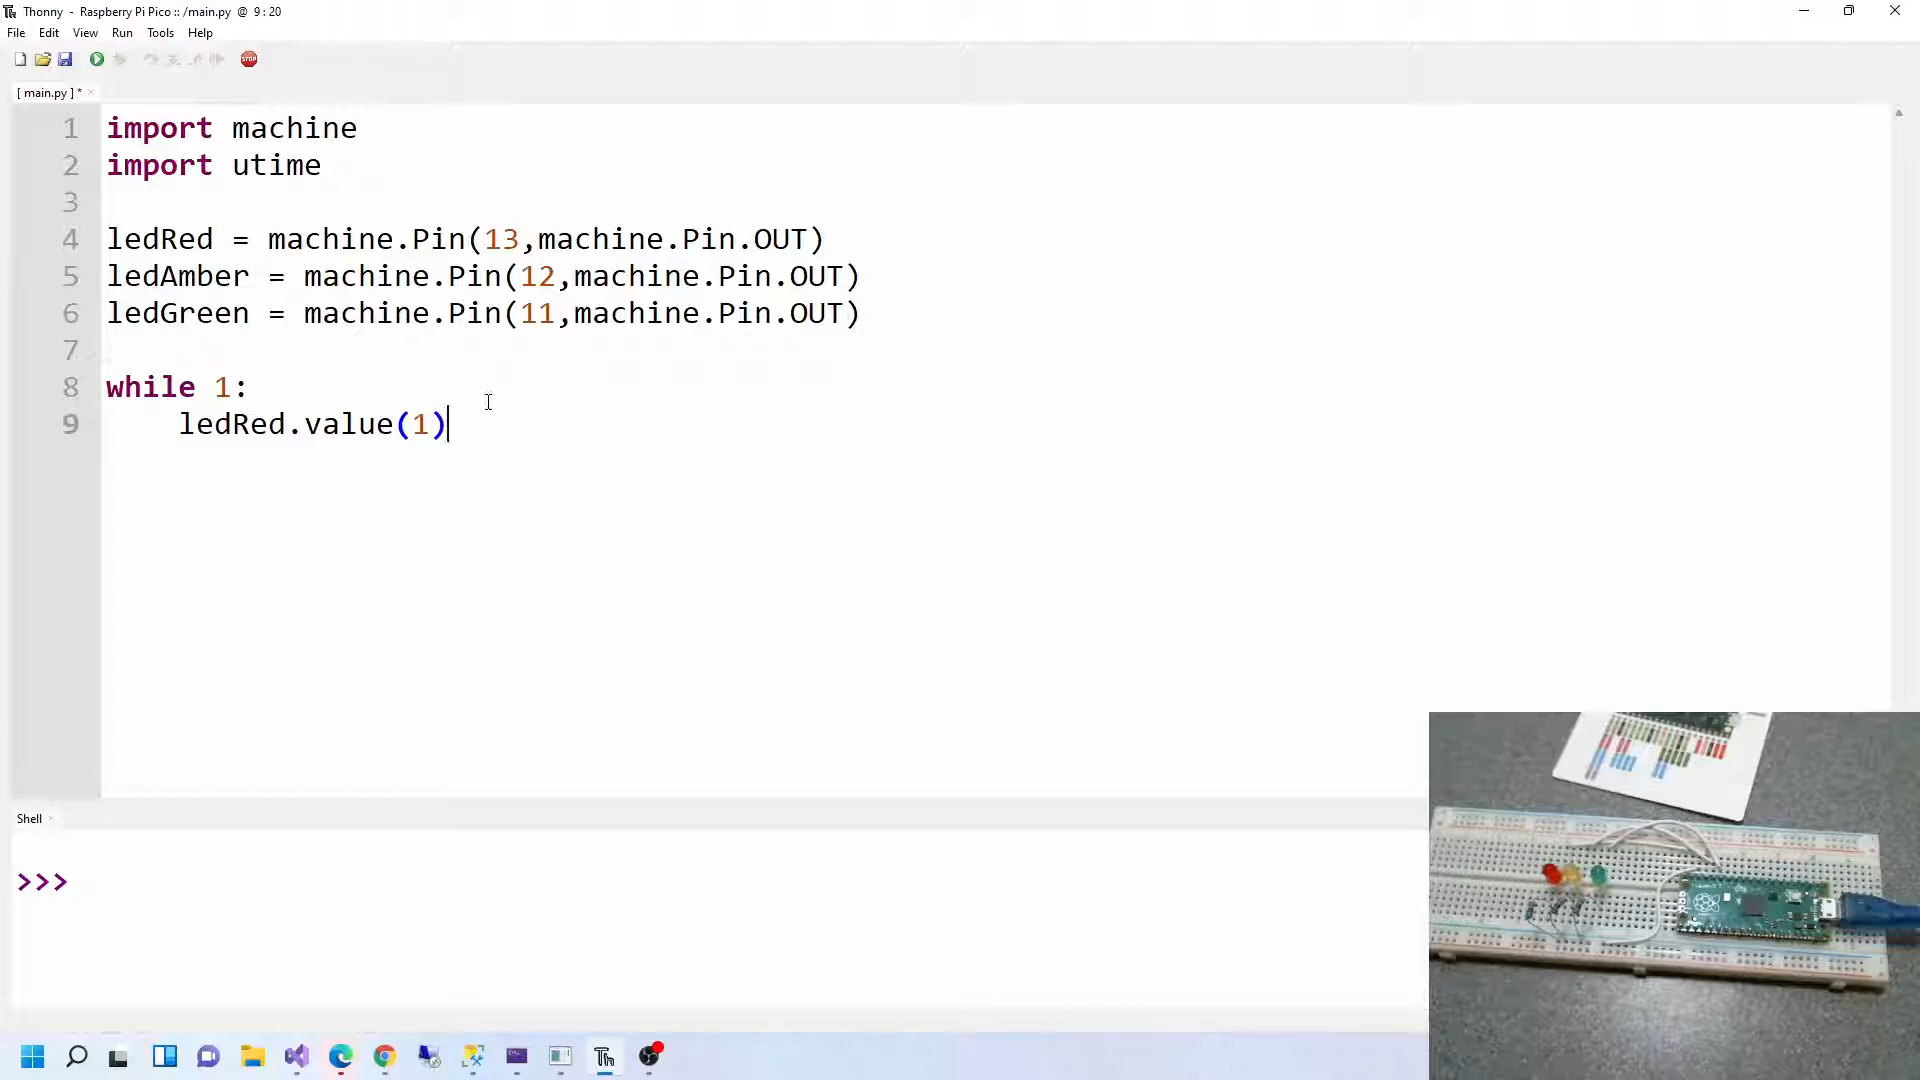 Thonny - Raspberry Pi Pico :: /main.py @ 9 : 20
File Edit View Run Tools Help
STOP
[ main.py ] * ×
1 import machine
2 import utime
3
4 ledRed = machine.Pin(13,machine.Pin.OUT)
5 ledAmber = machine.Pin(12,machine.Pin.OUT)
6 ledGreen = machine.Pin(11,machine.Pin.OUT)
7
8 while 1:
9 ledRed.value(1)
Shell ×
>>>
Th